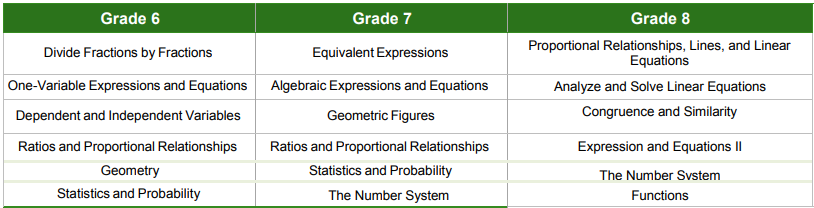 Grade 6 Grade 7 Grade 8
Divide Fractions by Fractions Equivalent Expressions Proportional Relationships, Lines, and Linear
Equations
One-Variable Expressions and Equations Algebraic Expressions and Equations Analyze and Solve Linear Equations
Dependent and Independent Variables Geometric Figures Congruence and Similarity
Ratios and Proportional Relationships Ratios and Proportional Relationships Expression and Equations II
Geometry Statistics and Probability The Number System
Statistics and Probability The Number System Functions